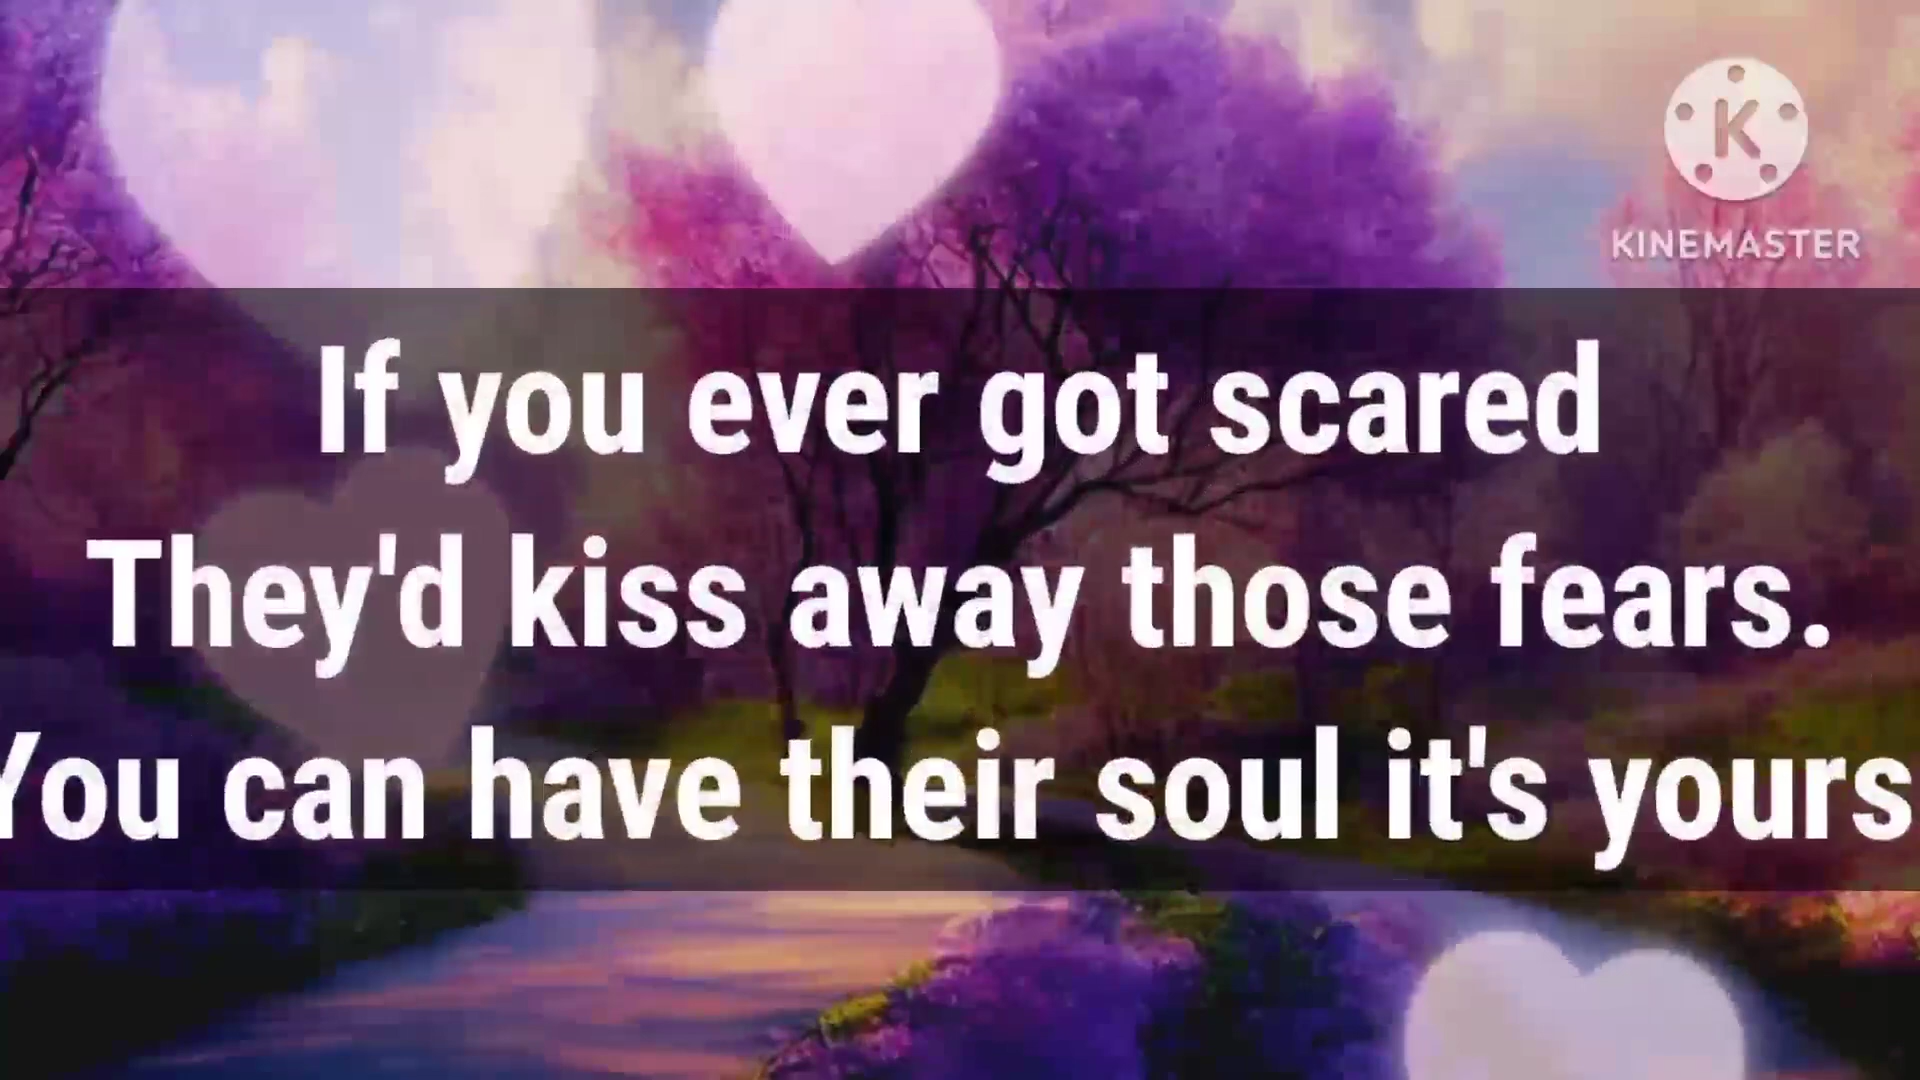 K
KINEMASTER
If you ever got scared
They'd kiss away those fears.
You can have their soul it's yours